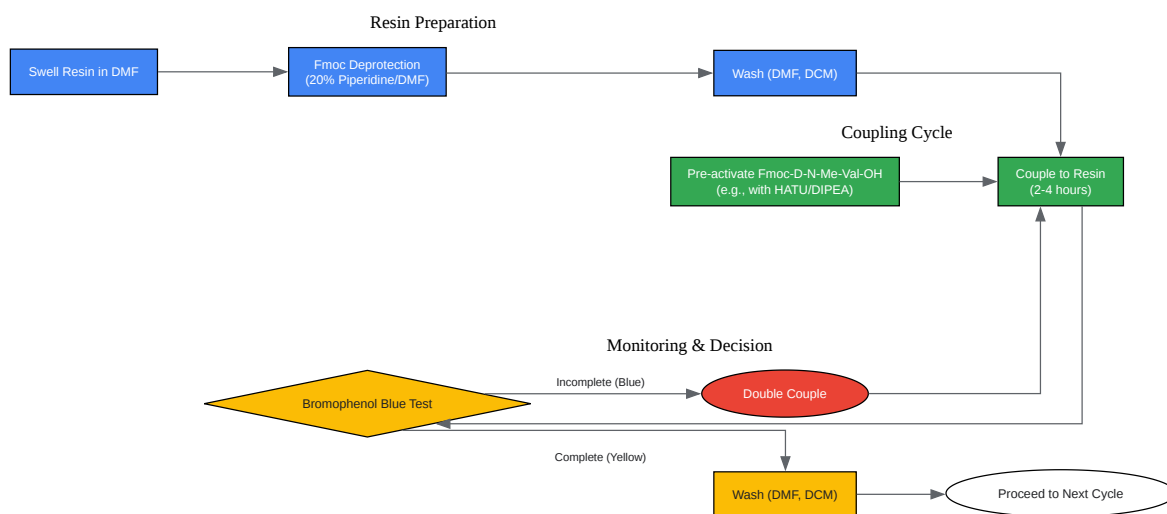 Resin Preparation
Swell Resin in DMF
Fmoc Deprotection
(20% Piperidine/DMF)
Wash (DMF, DCM)
Coupling Cycle
Pre-activate Fmoc-D-N-Me-Val-OH
(e.g., with HATU/DIPEA)
Couple to Resin
(2-4 hours)
Monitoring & Decision
Bromophenol Blue Test
Incomplete (Blue)
Double Couple
Complete (Yellow)
Wash (DMF, DCM)
Proceed to Next Cycle